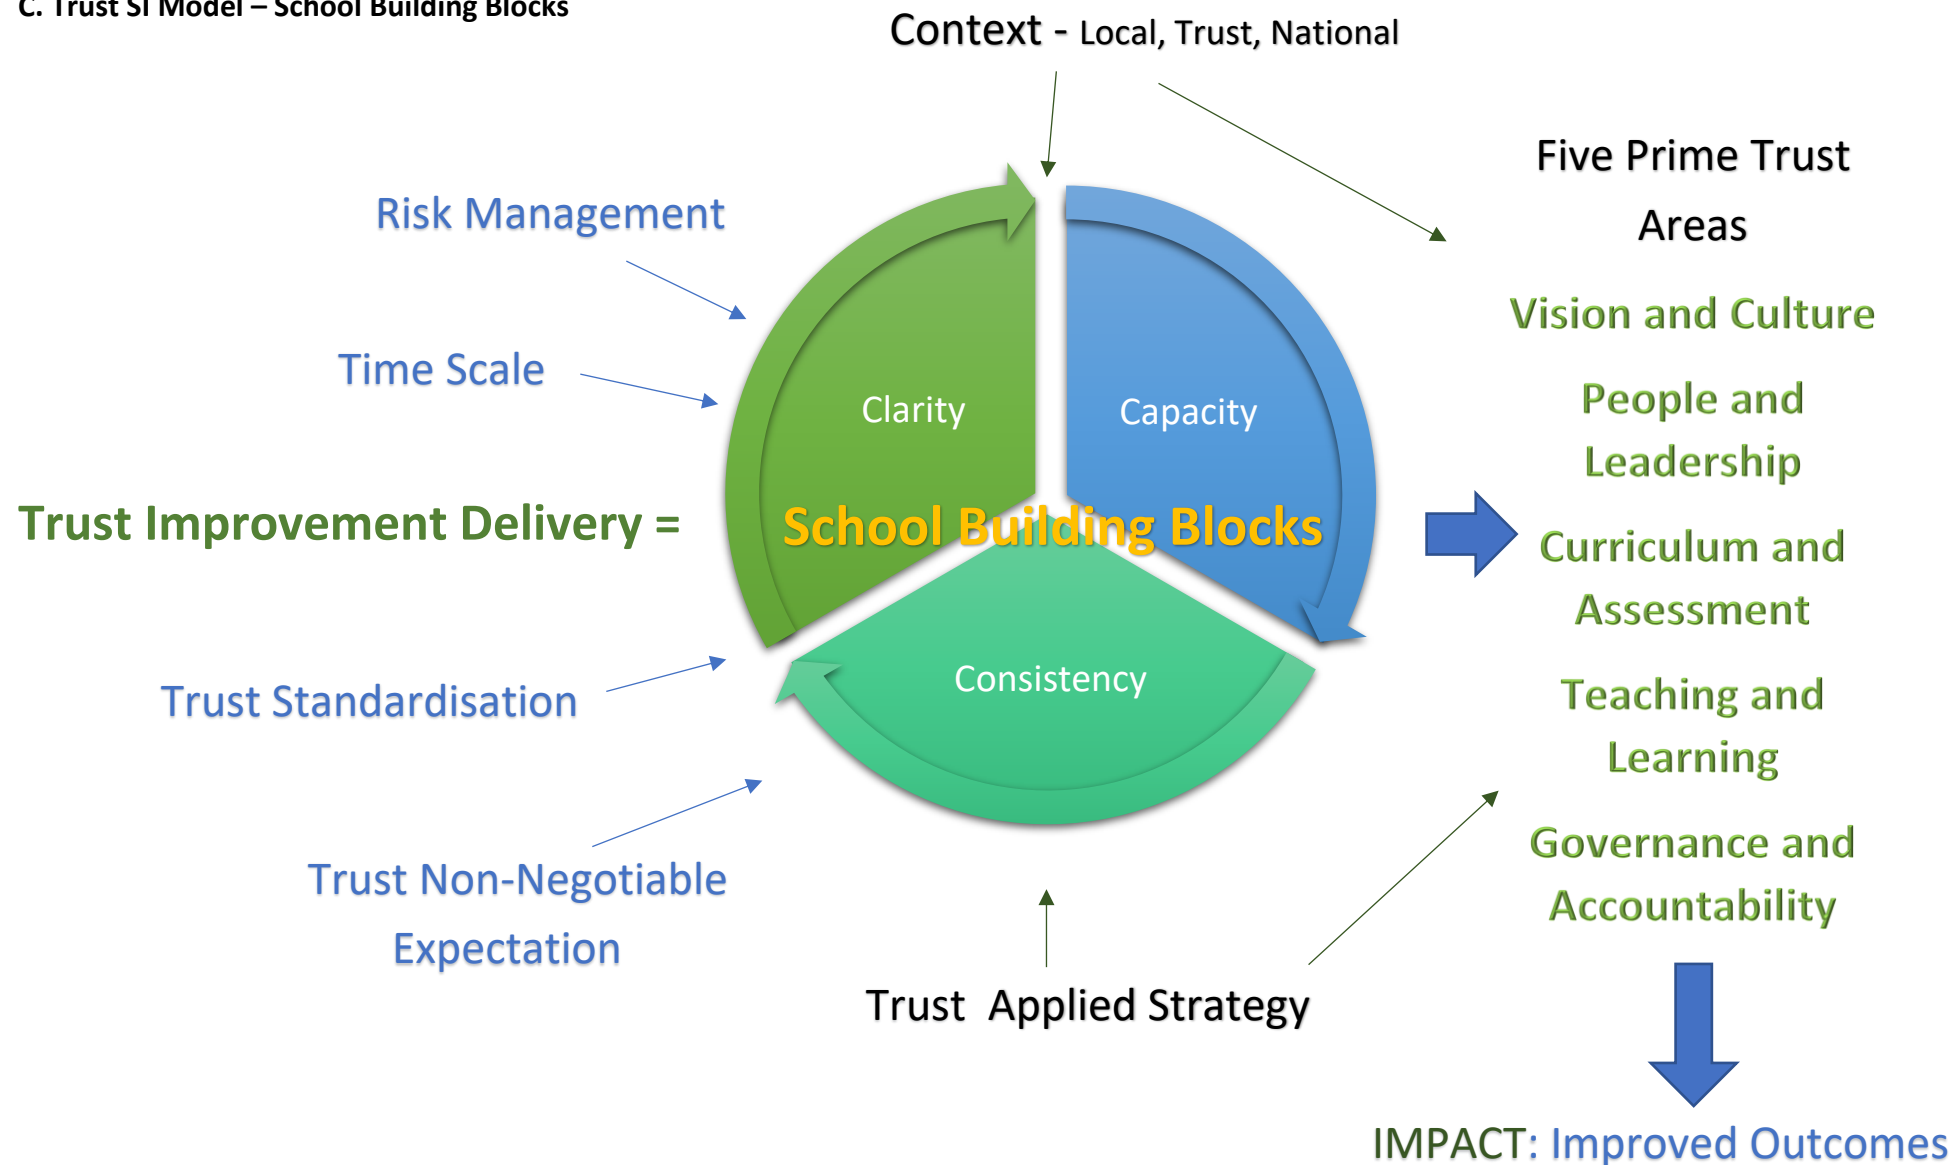 C. Trust SI Model – School Building Blocks
Context - Local, Trust, National
Risk Management
Time Scale
Trust Improvement Delivery =
Trust Standardisation
Trust Non-Negotiable
Expectation
Clarity
Capacity
School Building Blocks
Consistency
Trust  Applied Strategy
Five Prime Trust
Areas
Vision and Culture
People and
Leadership
Curriculum and
Assessment
Teaching and
Learning
Governance and
Accountability
IMPACT: Improved Outcomes